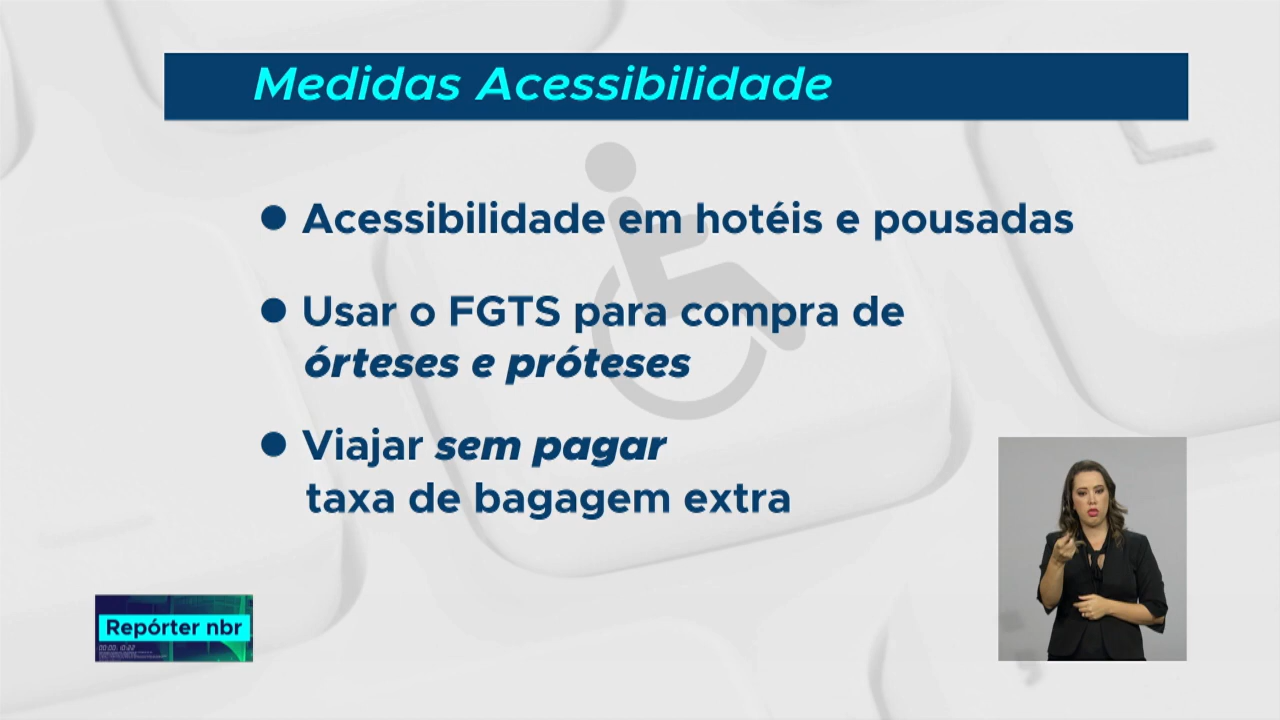 Medidas Acessibilidade
● Acessibilidade em hotéis e pousadas
● Usar o FGTS para compra de
órteses e próteses
● Viajar sem pagar
taxa de bagagem extra
Repórter nbr